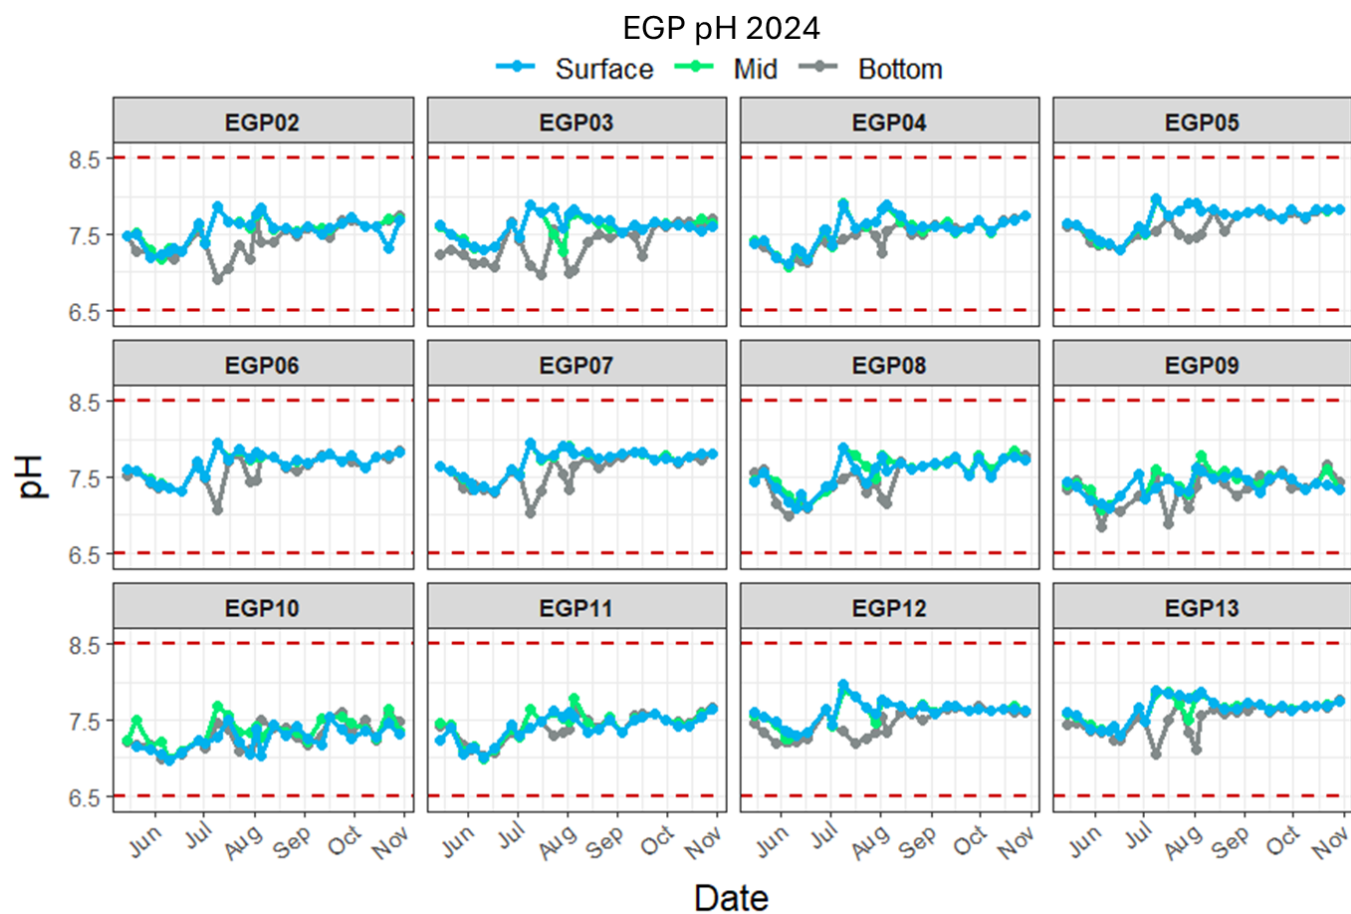 EGP pH 2024
Surface Mid Bottom
EGP02 EGP03 EGP04 EGP05
8.5
7.5
6.5
EGP06 EGP07 EGP08 EGP09
8.5
7.5
6.5
pH
EGP10 EGP11 EGP12 EGP13
8.5
7.5
6.5
Jun Jul Aug Sep Oct Nov Jun Jul Aug Sep Oct Nov Jun Jul Aug Sep Oct Nov Jun Jul Aug Sep Oct Nov
Date